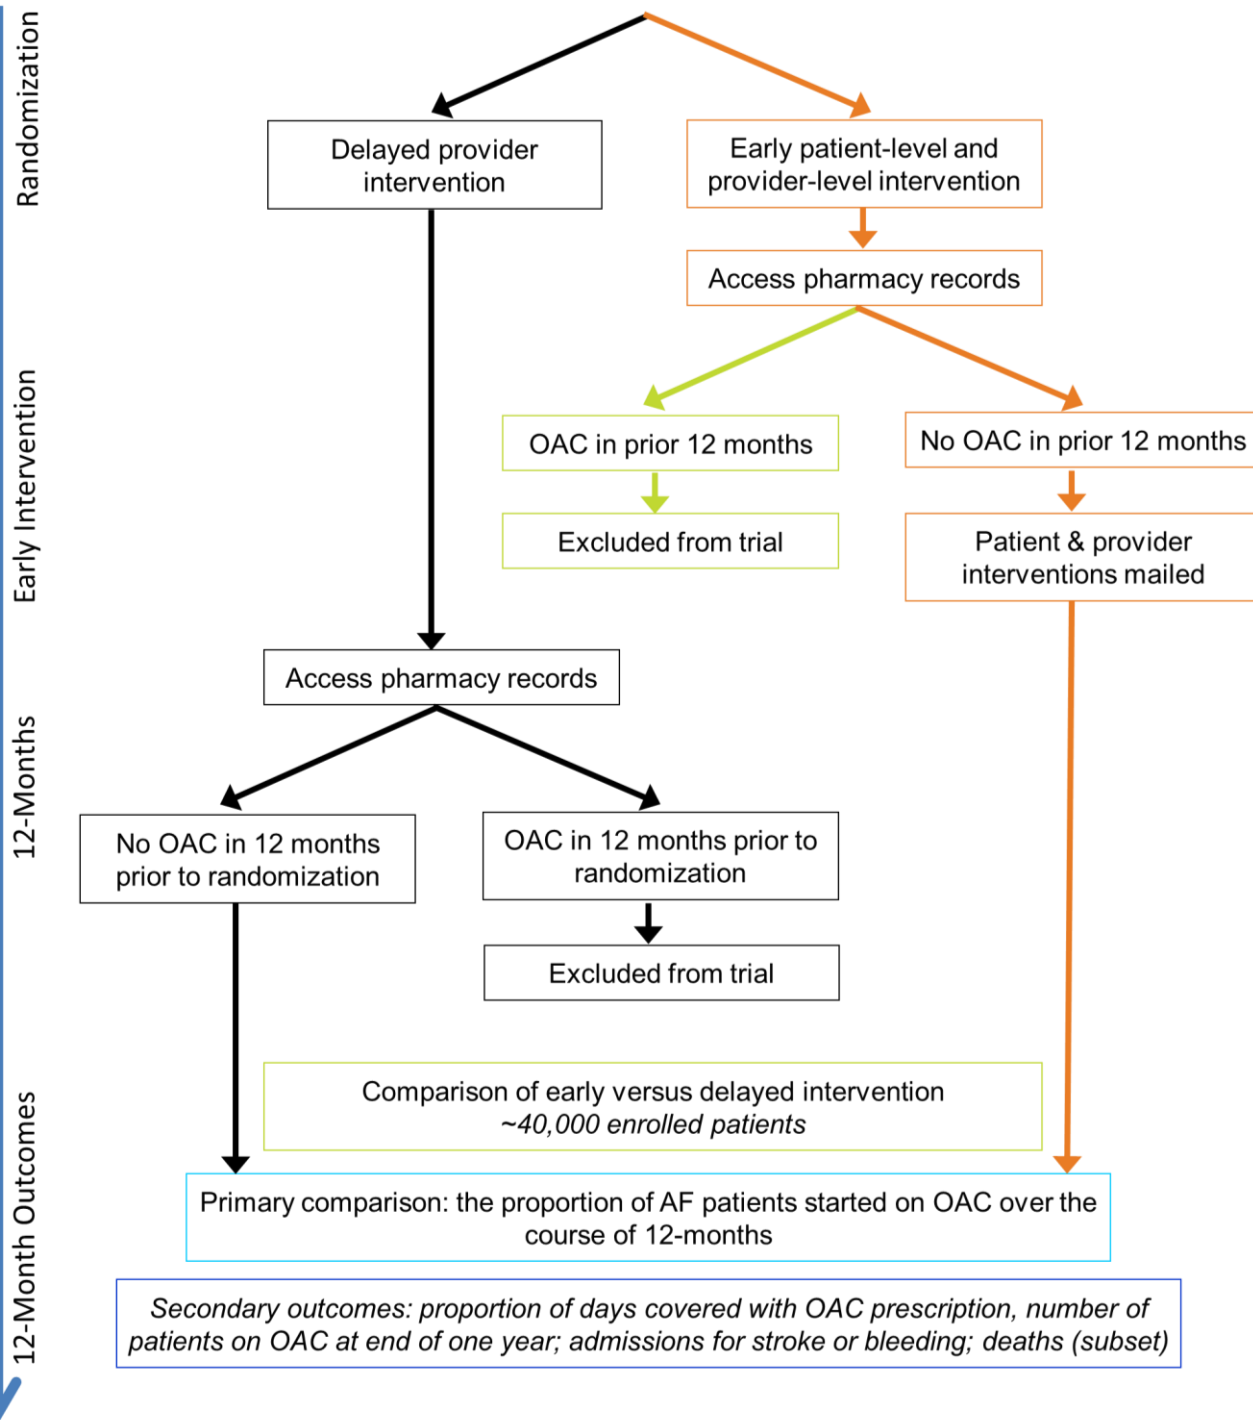 Randomization
Delayed provider
intervention
Early patient-level and
provider-level intervention
Access pharmacy records
Early Intervention
OAC in prior 12 months
No OAC in prior 12 months
Excluded from trial
Patient & provider
interventions mailed
Access pharmacy records
12-Months
No OAC in 12 months
prior to randomization
OAC in 12 months prior to
randomization
Excluded from trial
12-Month Outcomes
Comparison of early versus delayed intervention
~40,000 enrolled patients
Primary comparison: the proportion of AF patients started on OAC over the
course of 12-months
Secondary outcomes: proportion of days covered with OAC prescription, number of
patients on OAC at end of one year; admissions for stroke or bleeding; deaths (subset)